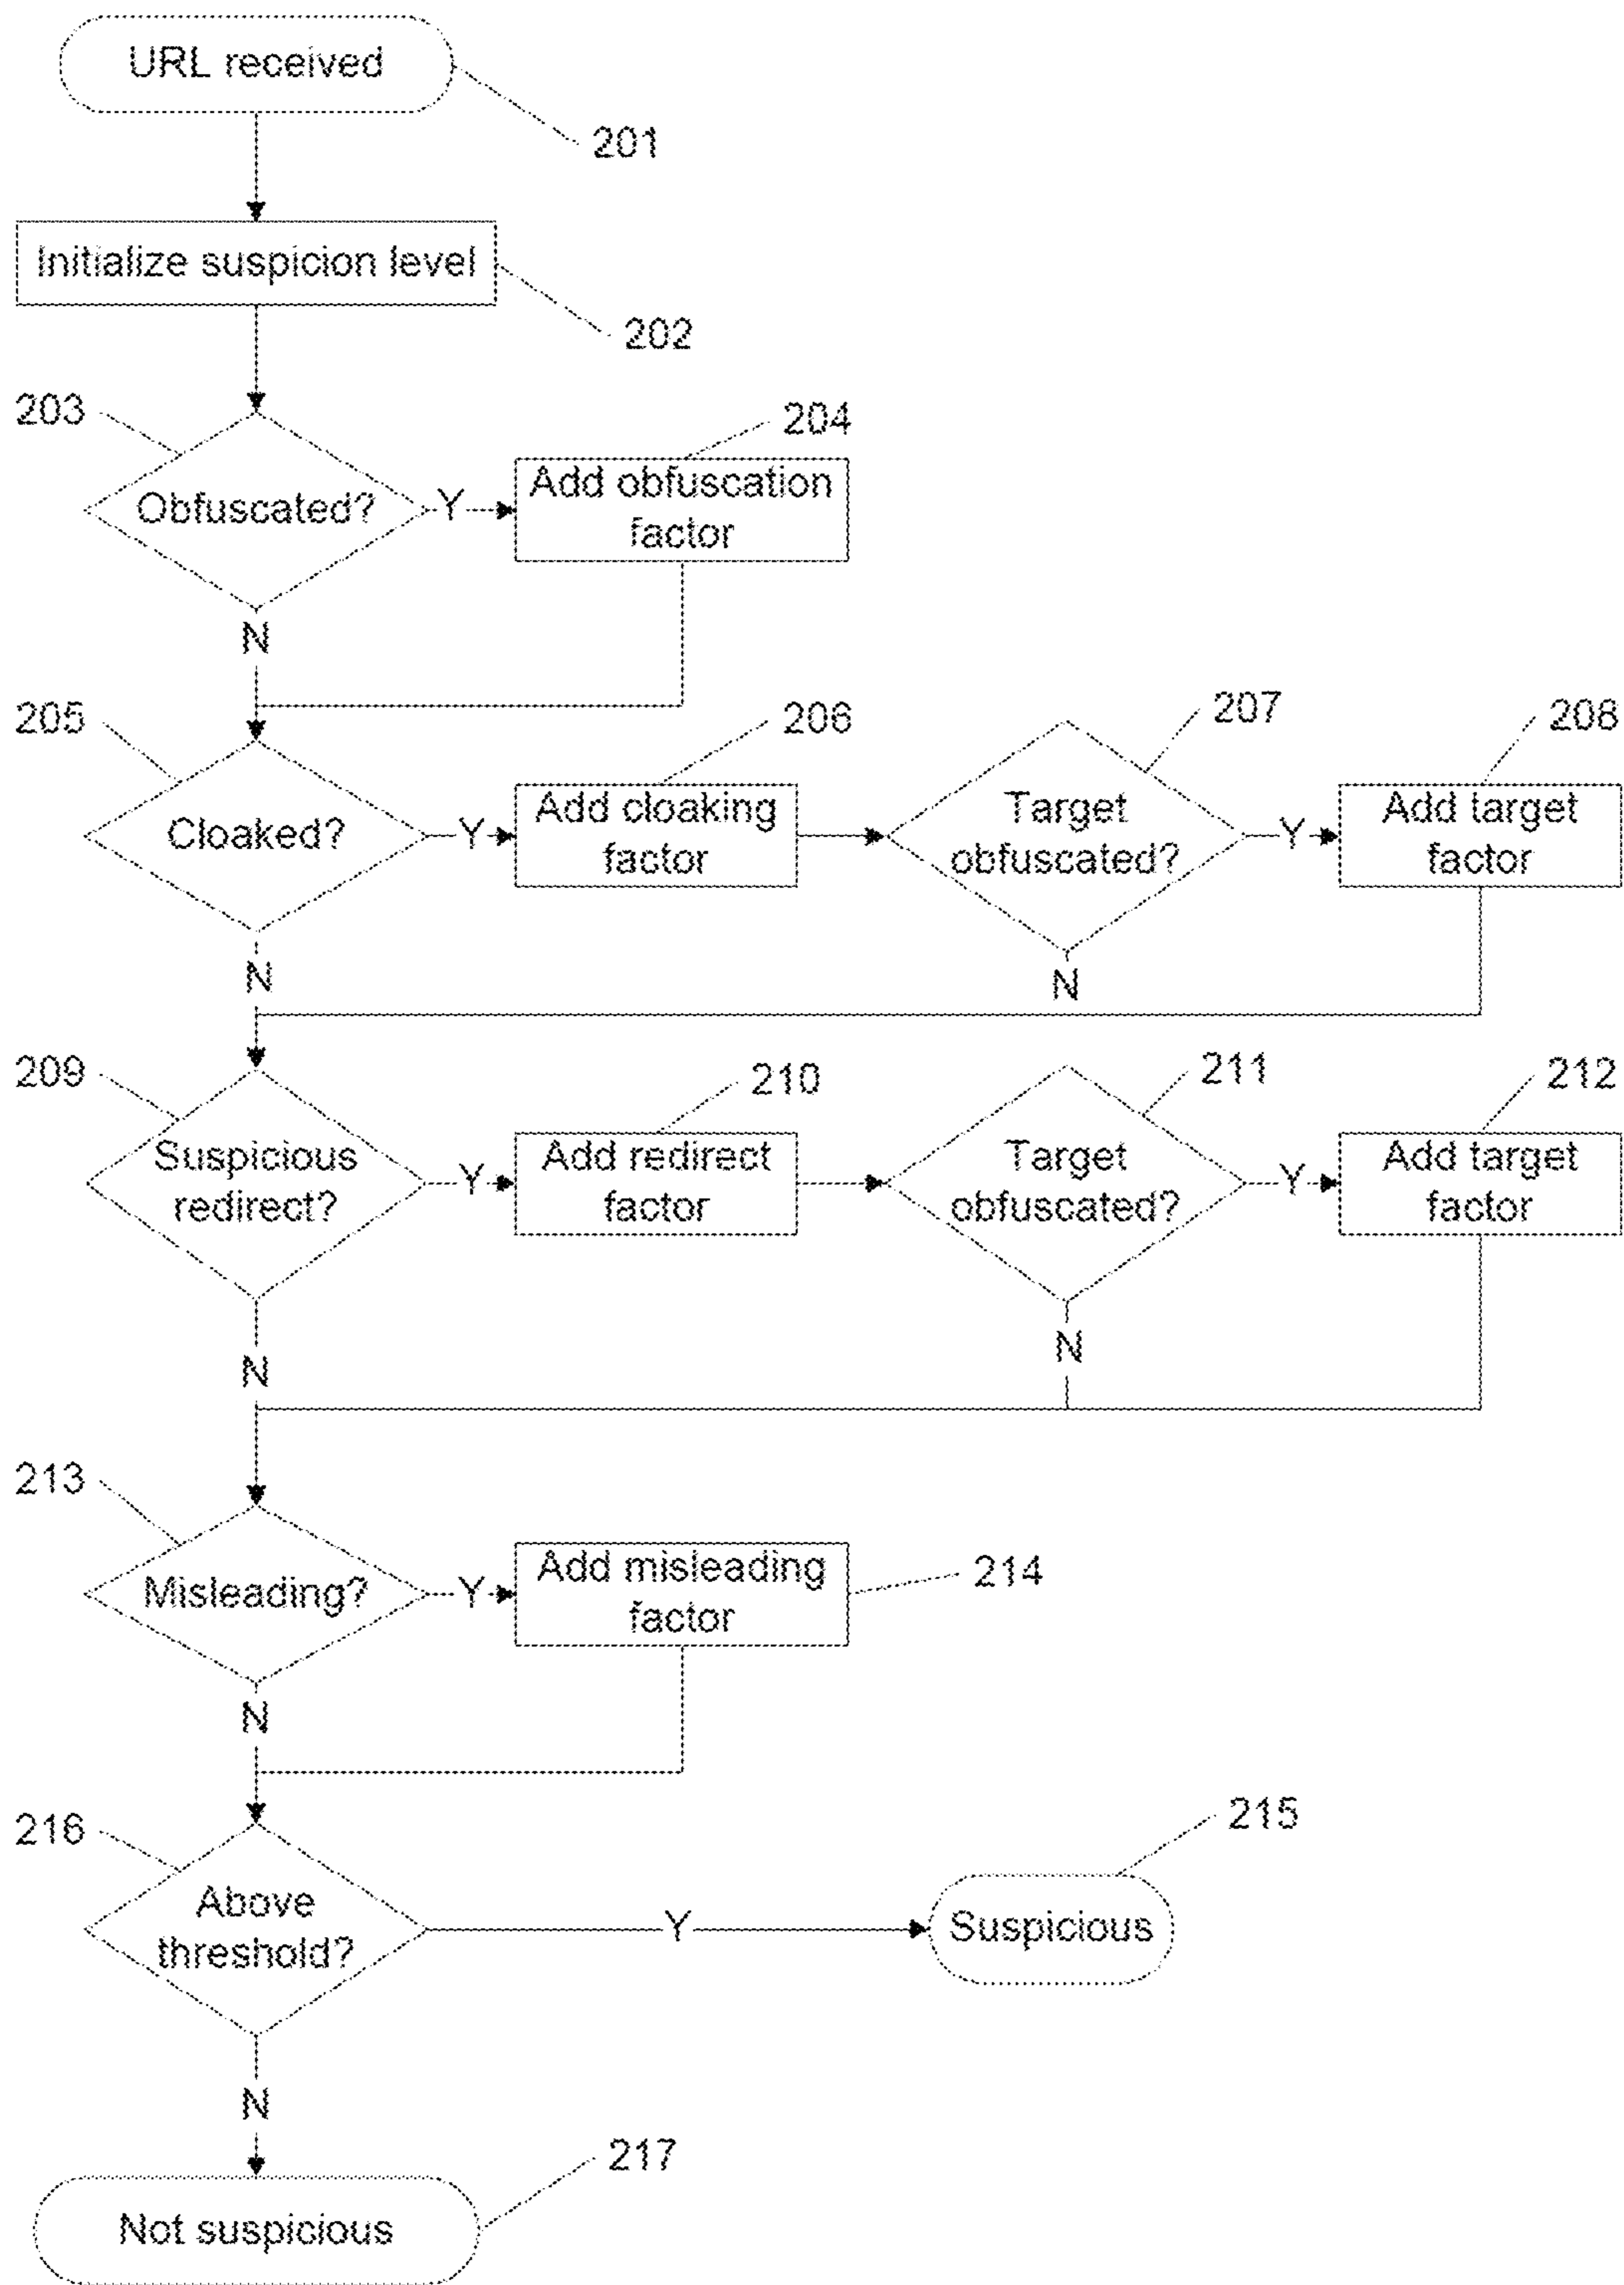 URL received
201
Initialize suspicion level
202
203
204
Obfuscated?
Y
Add obfuscation
factor
N
205
206
207
208
Cloaked?
Y
Add cloaking
factor
Target
obfuscated?
Y
Add target
factor
N
N
209
210
211
212
Suspicious
redirect?
Y
Add redirect
factor
Target
obfuscated?
Y
Add target
factor
N
N
213
Misleading?
Y
Add misleading
factor
214
N
216
215
Above
threshold?
Y
Suspicious
N
217
Not suspicious